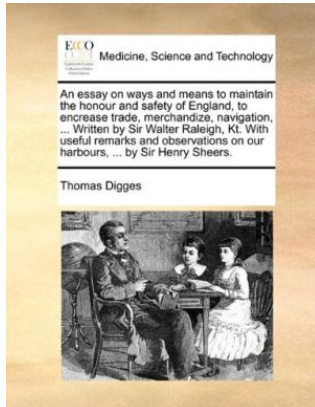 ECCO
Medicine, Science and Technology
An essay on ways and means to maintain
the honour and safety of England, to
encrease trade, merchandize, navigation,
... Written by Sir Walter Raleigh, Kt. With
useful remarks and observations on our
harbours, ... by Sir Henry Sheers.
Thomas Digges